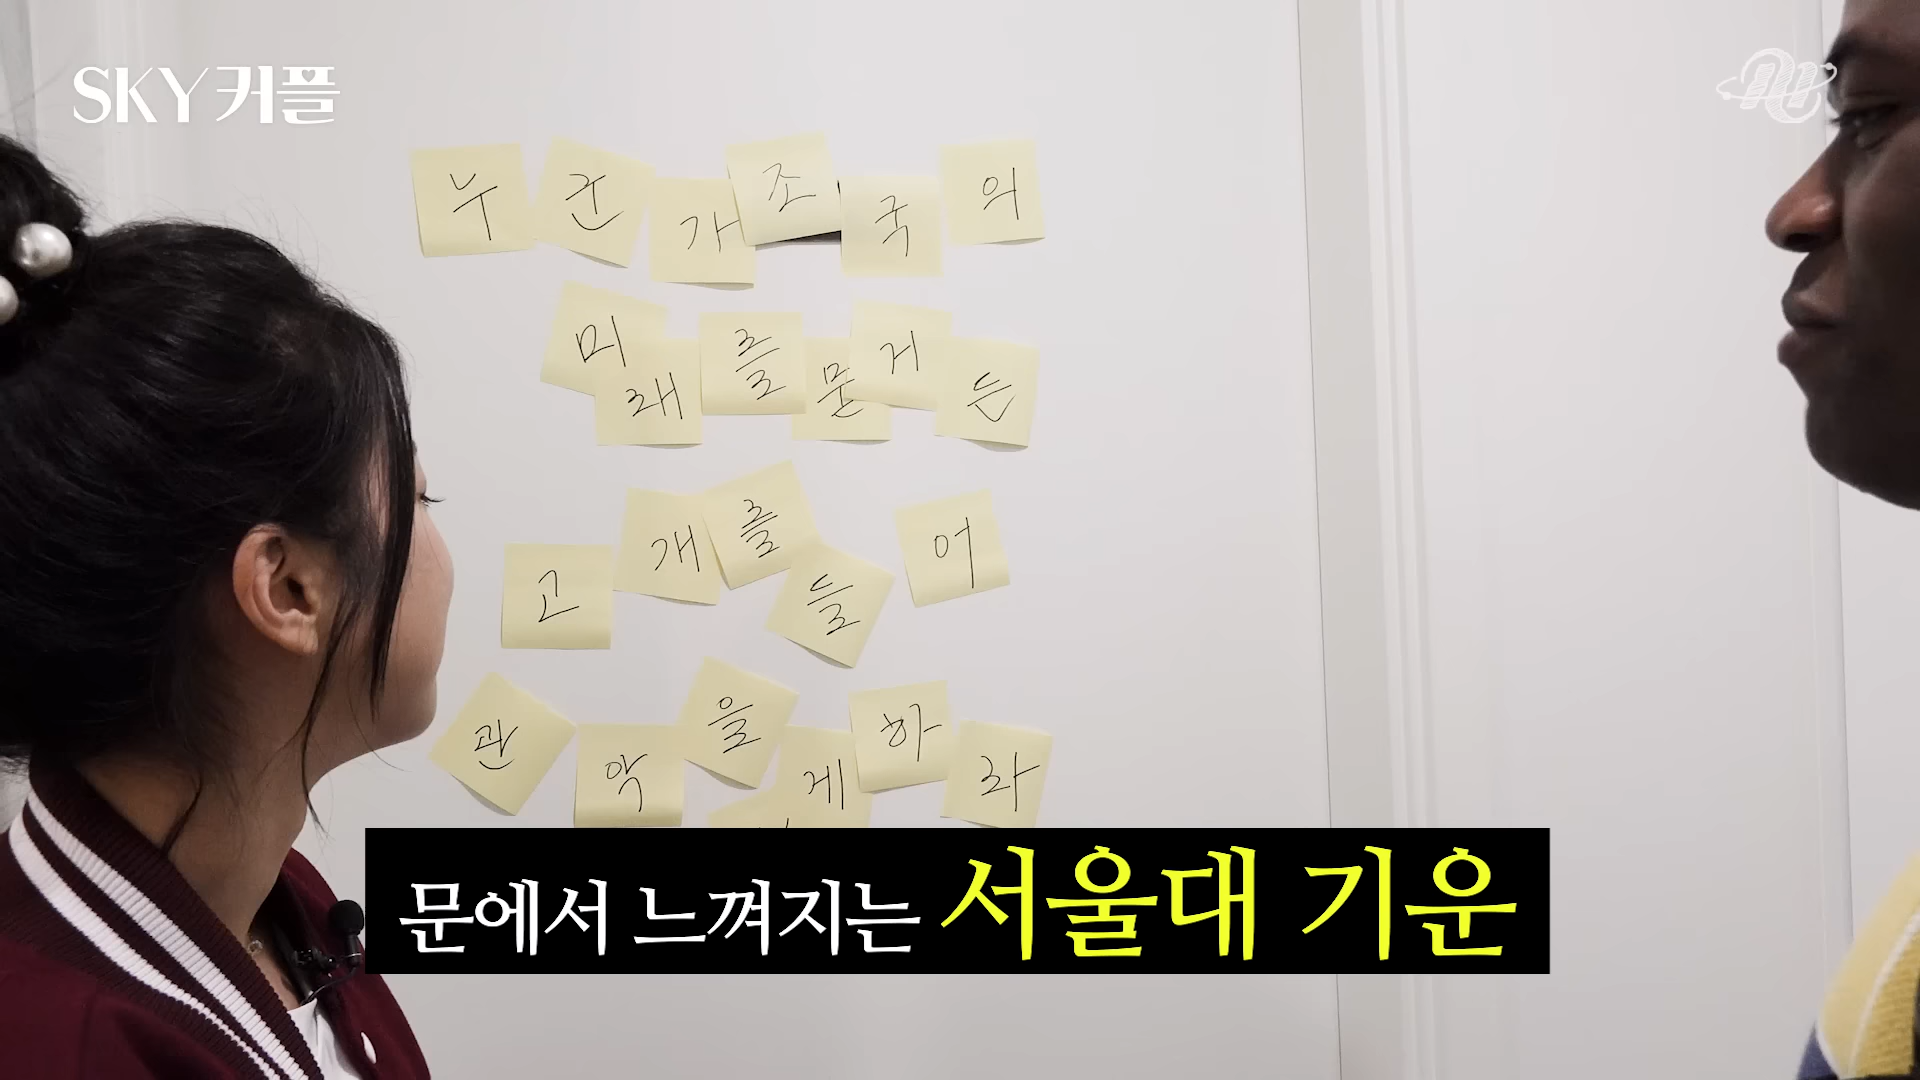 SKY 커플
누군가 조국의
미래를 묻거든
고개를 들어
관악을 게하라
문에서 느껴지는 서울대 기운